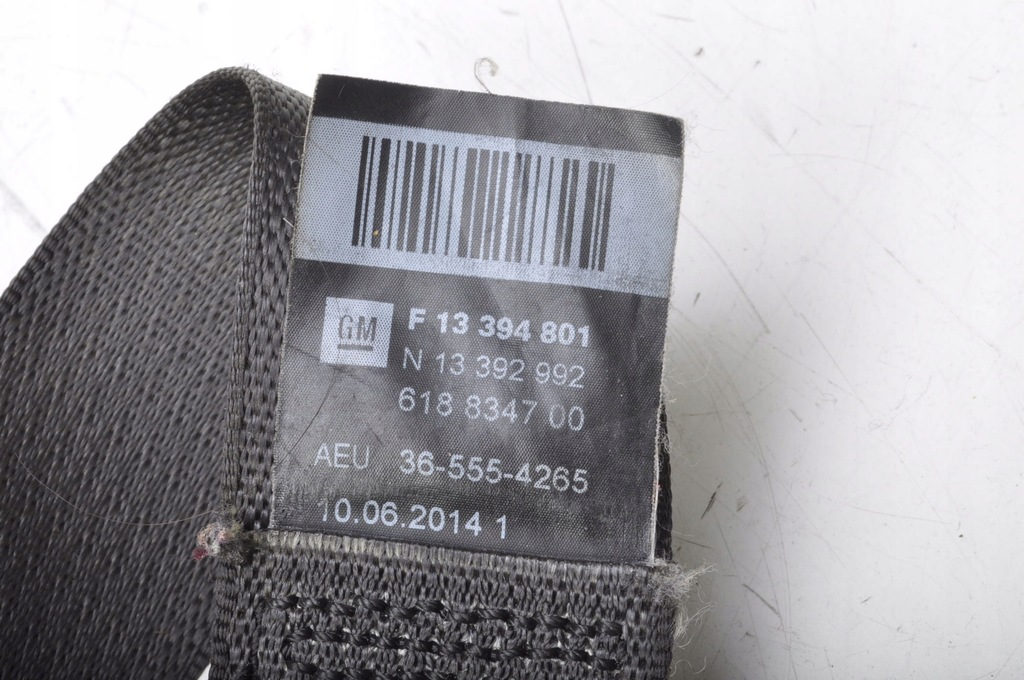 GM F 13 394 801
N 13 392 992
618 8347 00
AEU 36-555-4265
10.06.2014 1